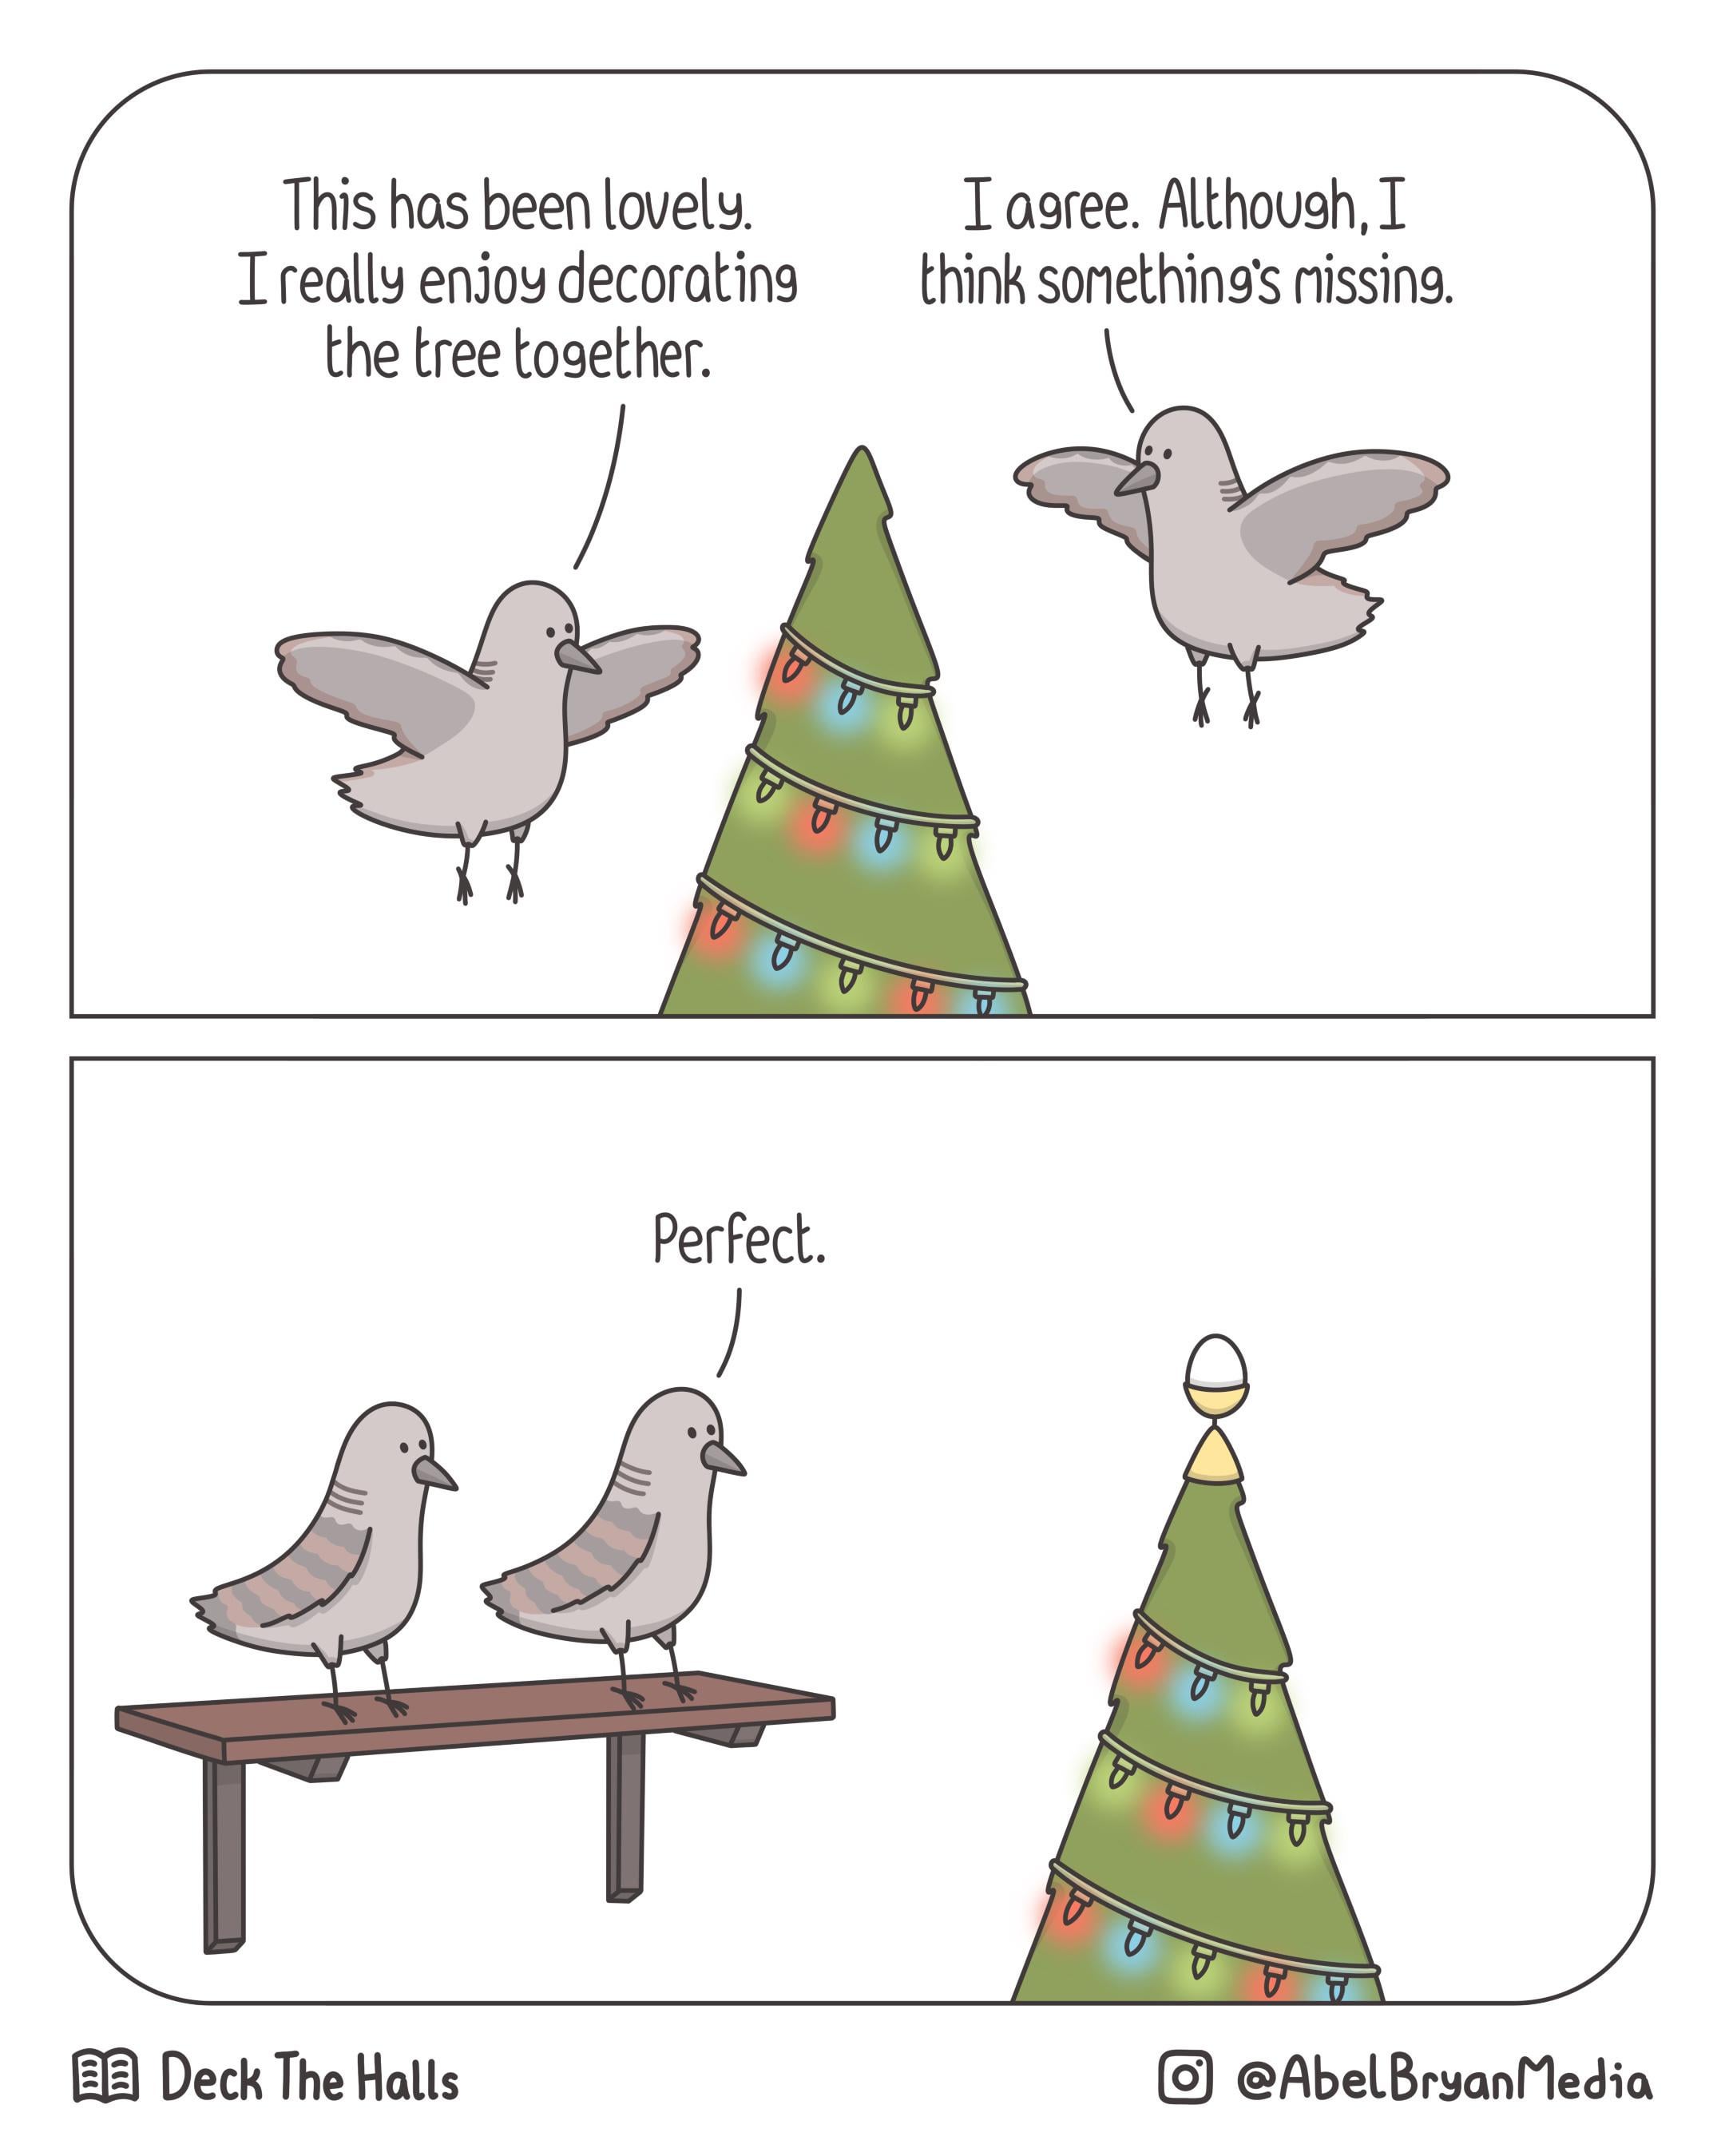 This has been lovely.
I really enjoy decorating
the tree together.
I agree. Although, I
think something's missing.
Perfect.
Deck The Halls
@AbelBryanMedia